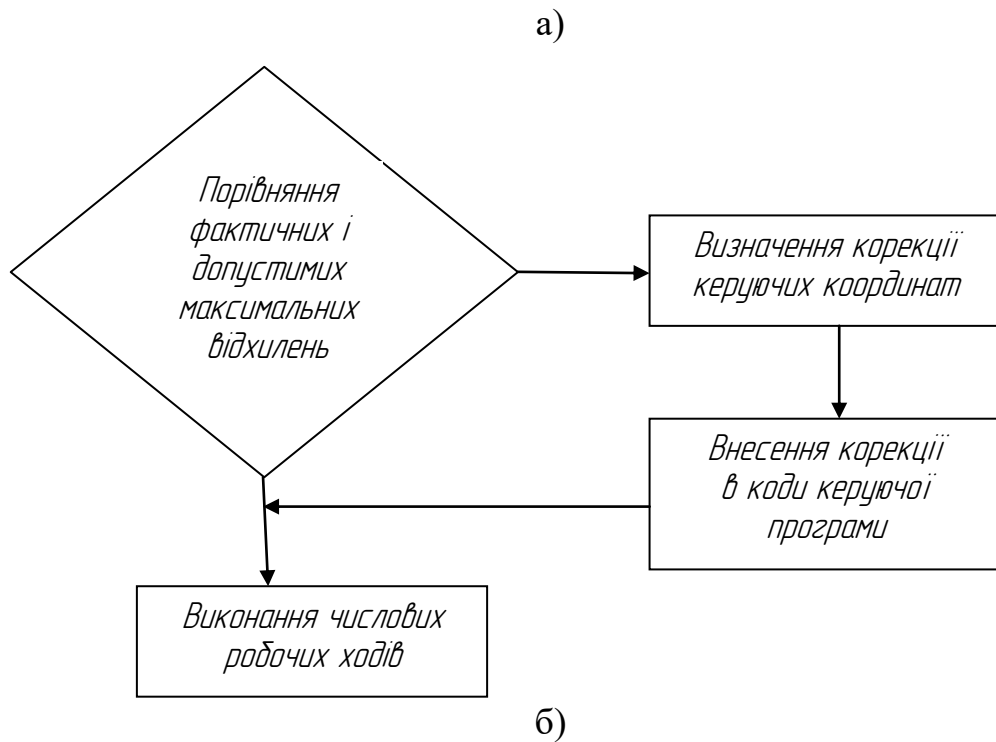 а)
Порівняння
фактичних і
допустимих
максимальних
відхилень
Визначення корекції
керуючих координат
Внесення корекції
в коди керуючої
програми
Виконання числових
робочих ходів
б)